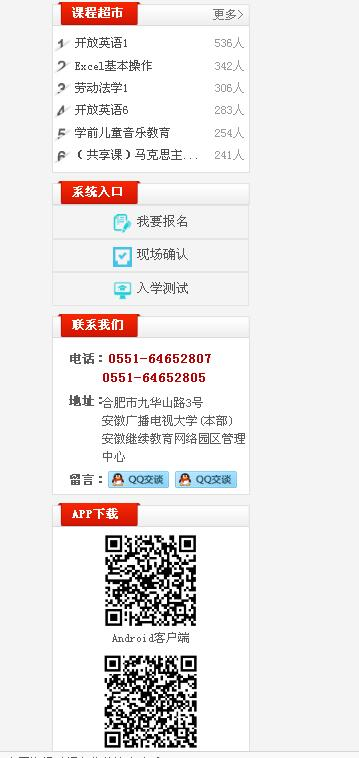 课程超市 更多>
1 开放英语1 536人
2 Excel基本操作 342人
3 劳动法学1 306人
4 开放英语6 283人
5 学前儿童音乐教育 254人
6 （共享课）马克思主... 241人
系统入口
我要报名
现场确认
入学测试
联系我们
电话：0551-64652807
0551-64652805
地址：合肥市九华山路3号
安徽广播电视大学(本部)
安徽继续教育网络园区管理
中心
留言： QQ交谈 QQ交谈
APP下载
Android客户端